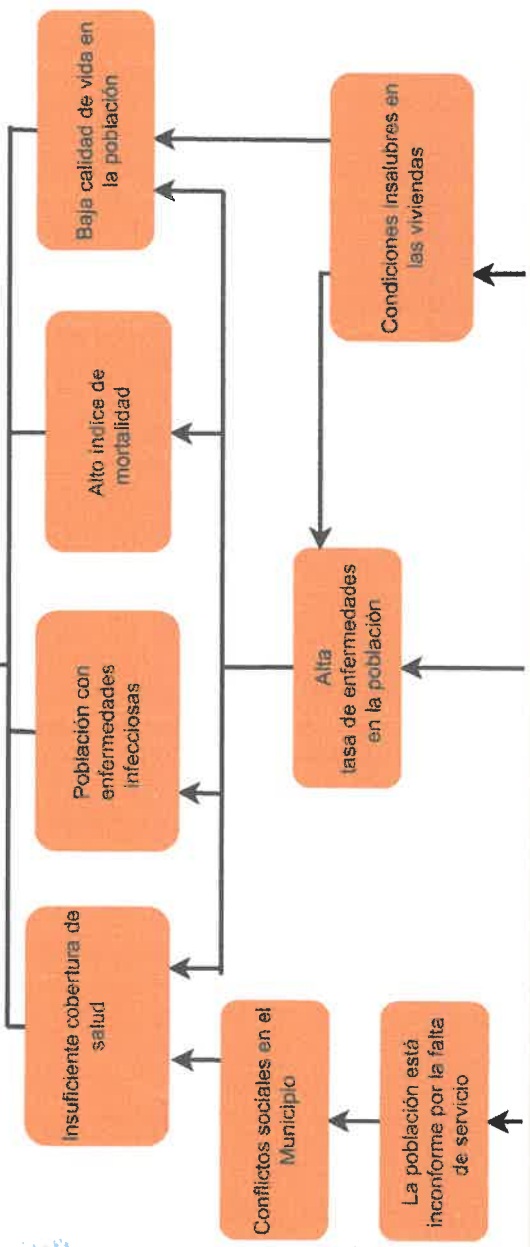 Insuficiente cobertura de
salud
Población con
enfermedades
infecciosas
Alto indice de
mortalidad
Baja calidad de vida en
la población
Conflictos sociales en el
Municipio
Alta
tasa de enfermedades
en la población
Condiciones insalubres en
las viviendas
La población está
inconforme por la falta
de servicio